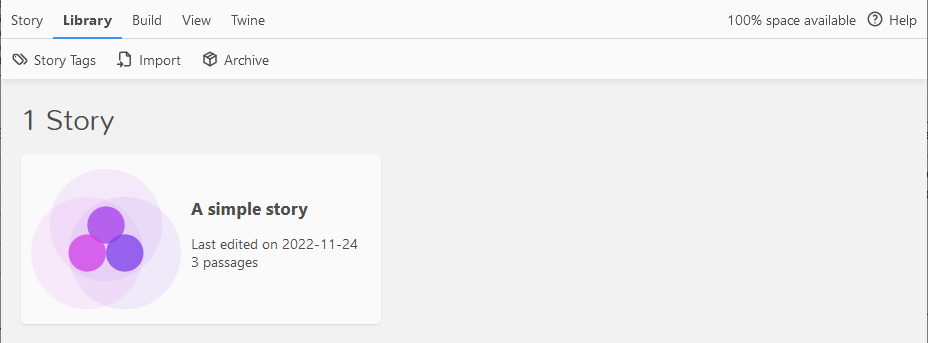 Story Library Build View Twine 100% space available Help
Story Tags Import Archive
1 Story
A simple story
Last edited on 2022-11-24
3 passages